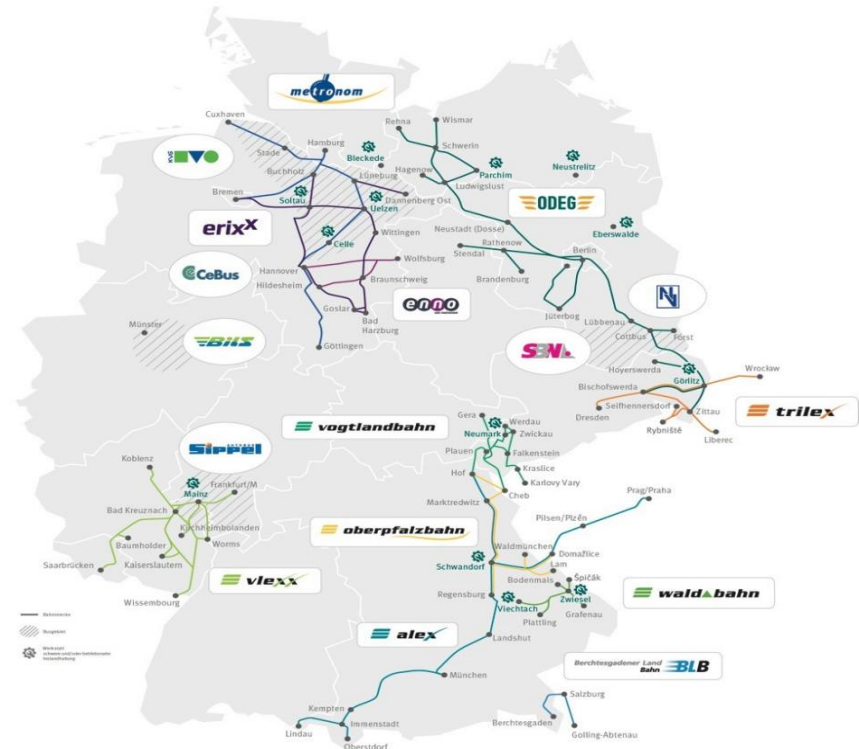 metronom
Cuxhaven
Rehna
Wismar
KVG EVO
Stade
Hamburg
Bleckede
Schwerin
Neustrelitz
Buchholz
Lüneburg
Hagenow
Parchim
Ludwigslust
Bremen
Soltau
Uelzen
Dannenberg Ost
ODEG
erixx
Celle
Wittingen
Neustadt (Dosse)
Eberswalde
Rathenow
Stendal
Berlin
CeBus
Hannover
Wolfsburg
Hildesheim
Braunschweig
Brandenburg
enno
Goslar
Bad
Harzburg
Jüterbog
Münster
Göttingen
Lübbenau
Cottbus
Forst
SBN
Hoyerswerda
Görlitz
Wrocław
Bischofswerda
Seifhennersdorf
Dresden
Zittau
trilex
Rybniště
Liberec
vogtlandbahn
Gera
Werdau
Neumark
Zwickau
Sippel
Plauen
Falkenstein
Koblenz
Kraslice
Hof
Karlovy Vary
Mainz
Frankfurt/M
Cheb
Prag/Praha
Marktredwitz
Bad Kreuznach
Kirchheimbolanden
oberpfalzbahn
Pilsen/Plzěn
Baumholder
Worms
Waldmünchen
Domažlice
Saarbrücken
Kaiserslautern
Schwandorf
Lam
vlexx
Bodenmais
Špičák
Wissembourg
Regensburg
Viechtach
Zwiesel
waldbahn
Plattling
Grafenau
alex
Landshut
Berchtesgadener Land
Bahn BLB
München
Salzburg
Kempten
Berchtesgaden
Lindau
Immenstadt
Golling-Abtenau
Oberstdorf